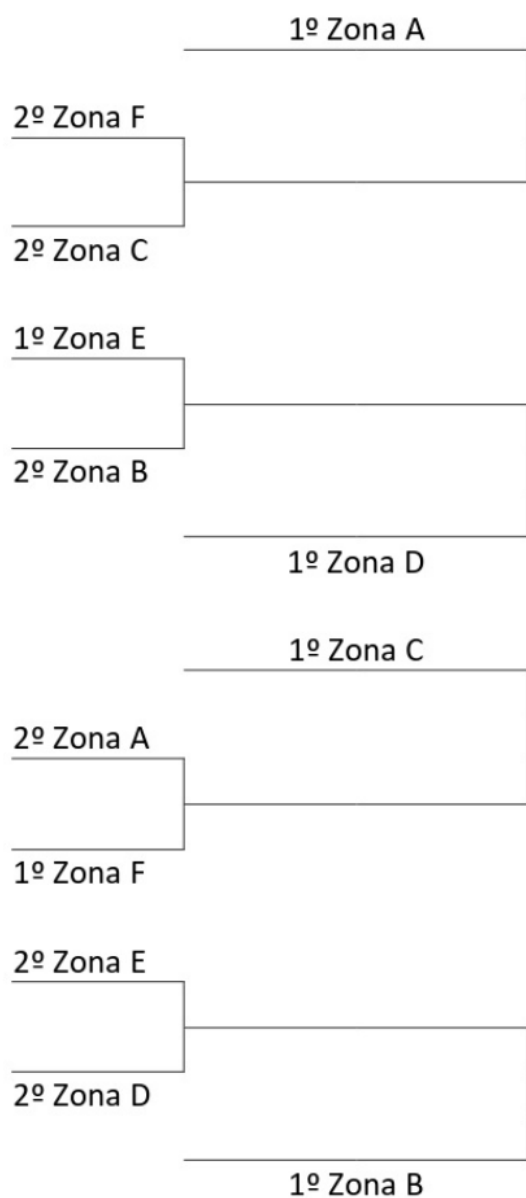 1º Zona A
2º Zona F
2º Zona C
1º Zona E
2º Zona B
1º Zona D
1º Zona C
2º Zona A
1º Zona F
2º Zona E
2º Zona D
1º Zona B